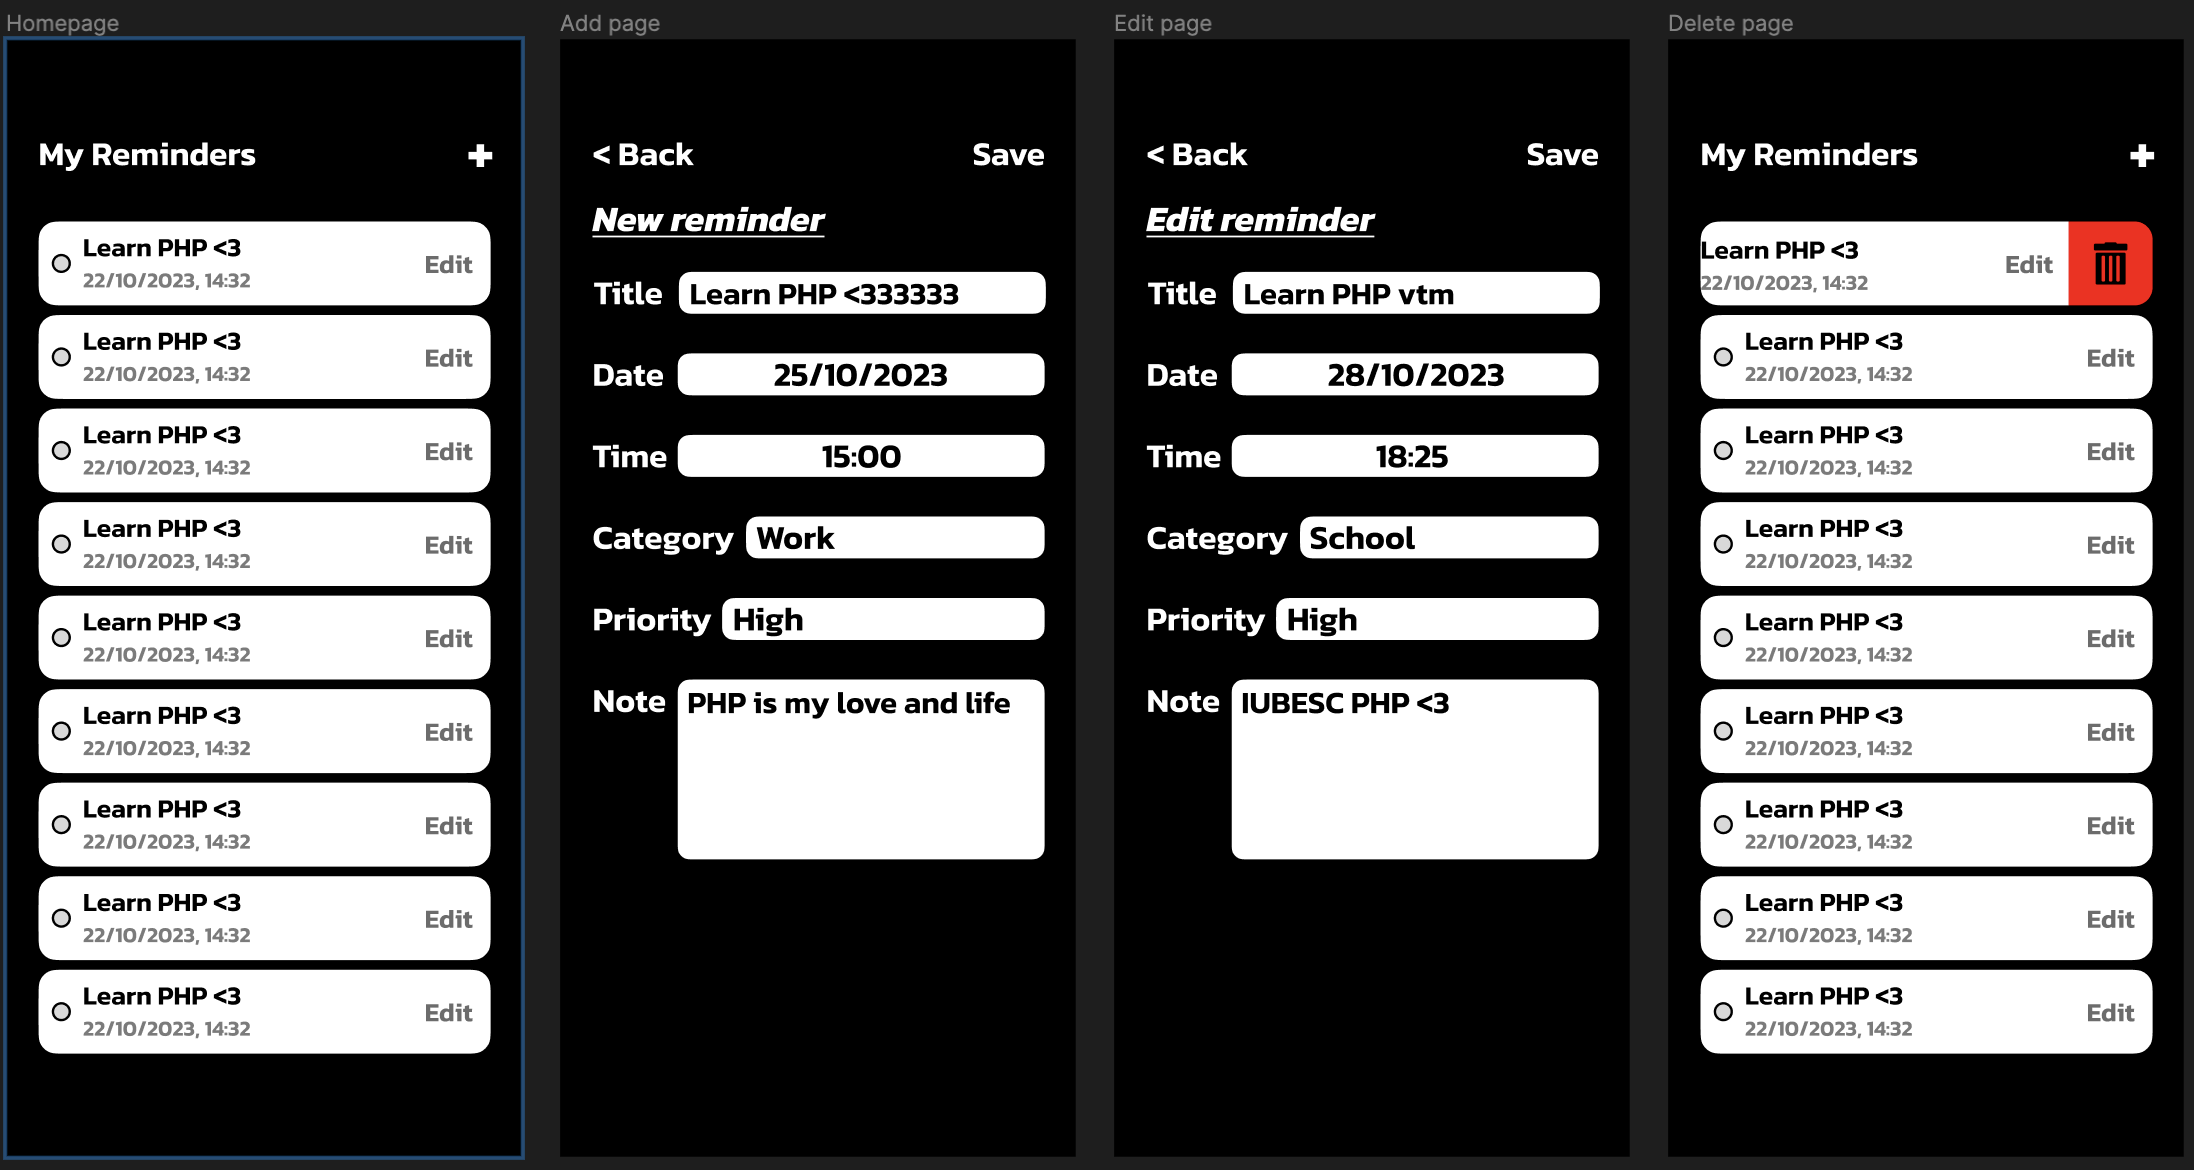 Homepage
My Reminders +
Learn PHP <3
22/10/2023, 14:32
Edit
Learn PHP <3
22/10/2023, 14:32
Edit
Learn PHP <3
22/10/2023, 14:32
Edit
Learn PHP <3
22/10/2023, 14:32
Edit
Learn PHP <3
22/10/2023, 14:32
Edit
Learn PHP <3
22/10/2023, 14:32
Edit
Learn PHP <3
22/10/2023, 14:32
Edit
Learn PHP <3
22/10/2023, 14:32
Edit
Learn PHP <3
22/10/2023, 14:32
Edit
Add page
< Back Save
New reminder
Title Learn PHP <333333
Date 25/10/2023
Time 15:00
Category Work
Priority High
Note PHP is my love and life
Edit page
< Back Save
Edit reminder
Title Learn PHP vtm
Date 28/10/2023
Time 18:25
Category School
Priority High
Note IUBESC PHP <3
Delete page
My Reminders +
Learn PHP <3
22/10/2023, 14:32
Edit
Learn PHP <3
22/10/2023, 14:32
Edit
Learn PHP <3
22/10/2023, 14:32
Edit
Learn PHP <3
22/10/2023, 14:32
Edit
Learn PHP <3
22/10/2023, 14:32
Edit
Learn PHP <3
22/10/2023, 14:32
Edit
Learn PHP <3
22/10/2023, 14:32
Edit
Learn PHP <3
22/10/2023, 14:32
Edit
Learn PHP <3
22/10/2023, 14:32
Edit